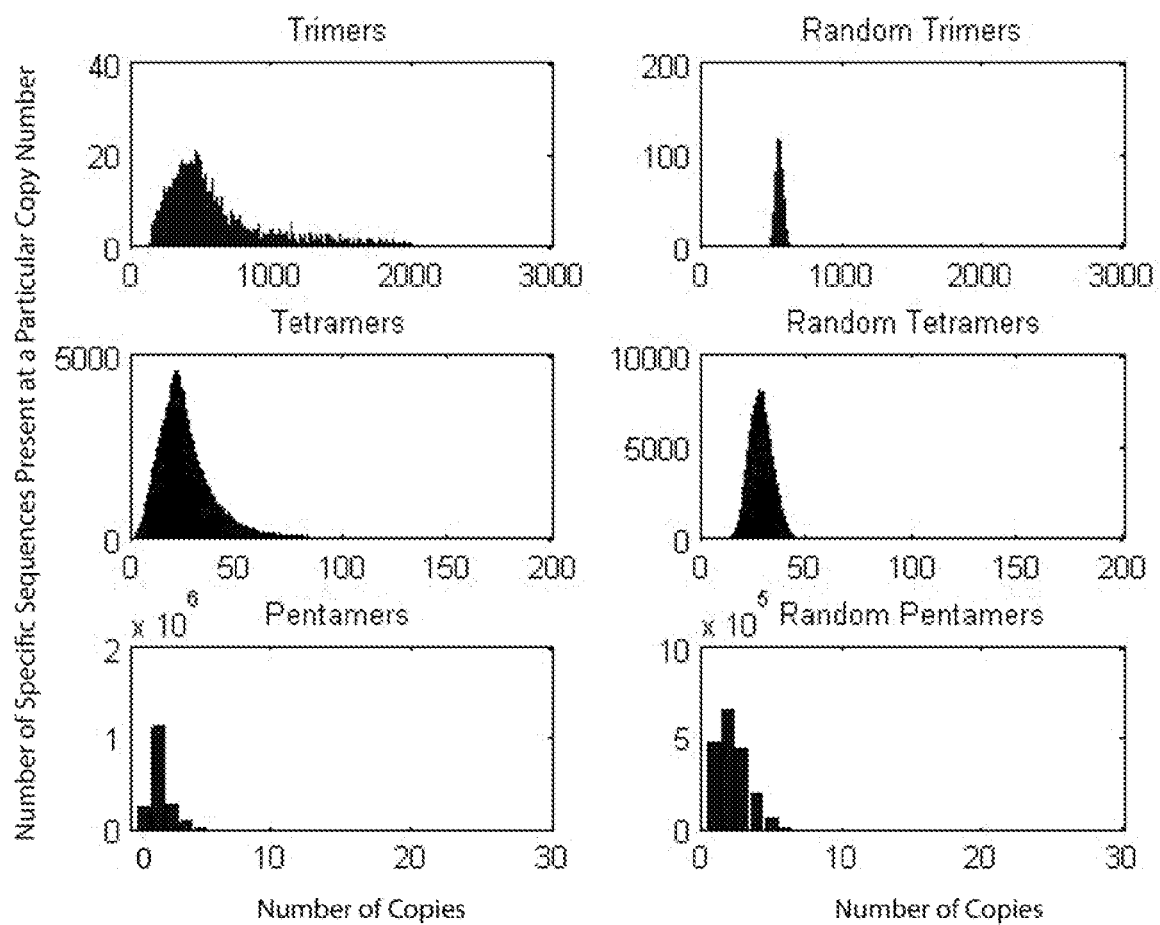 Number of Specific Sequences Present at a Particular Copy Number
Trimers
40
20
0
0 1000 2000 3000
Random Trimers
200
100
0
0 1000 2000 3000
Tetramers
5000
0
0 50 100 150 200
Random Tetramers
10000
5000
0
0 50 100 150 200
x 10^6 Pentamers
2
1
0
0 10 20 30
x 10^5 Random Pentamers
10
5
0
0 10 20 30
Number of Copies
Number of Copies